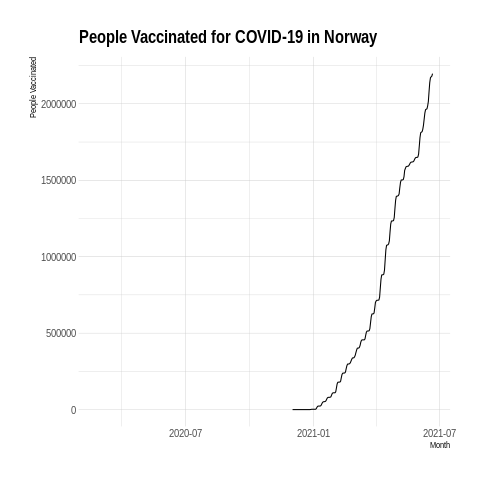 People Vaccinated for COVID-19 in Norway
People Vaccinated
2000000
1500000
1000000
500000
0
2020-07
2021-01
2021-07
Month